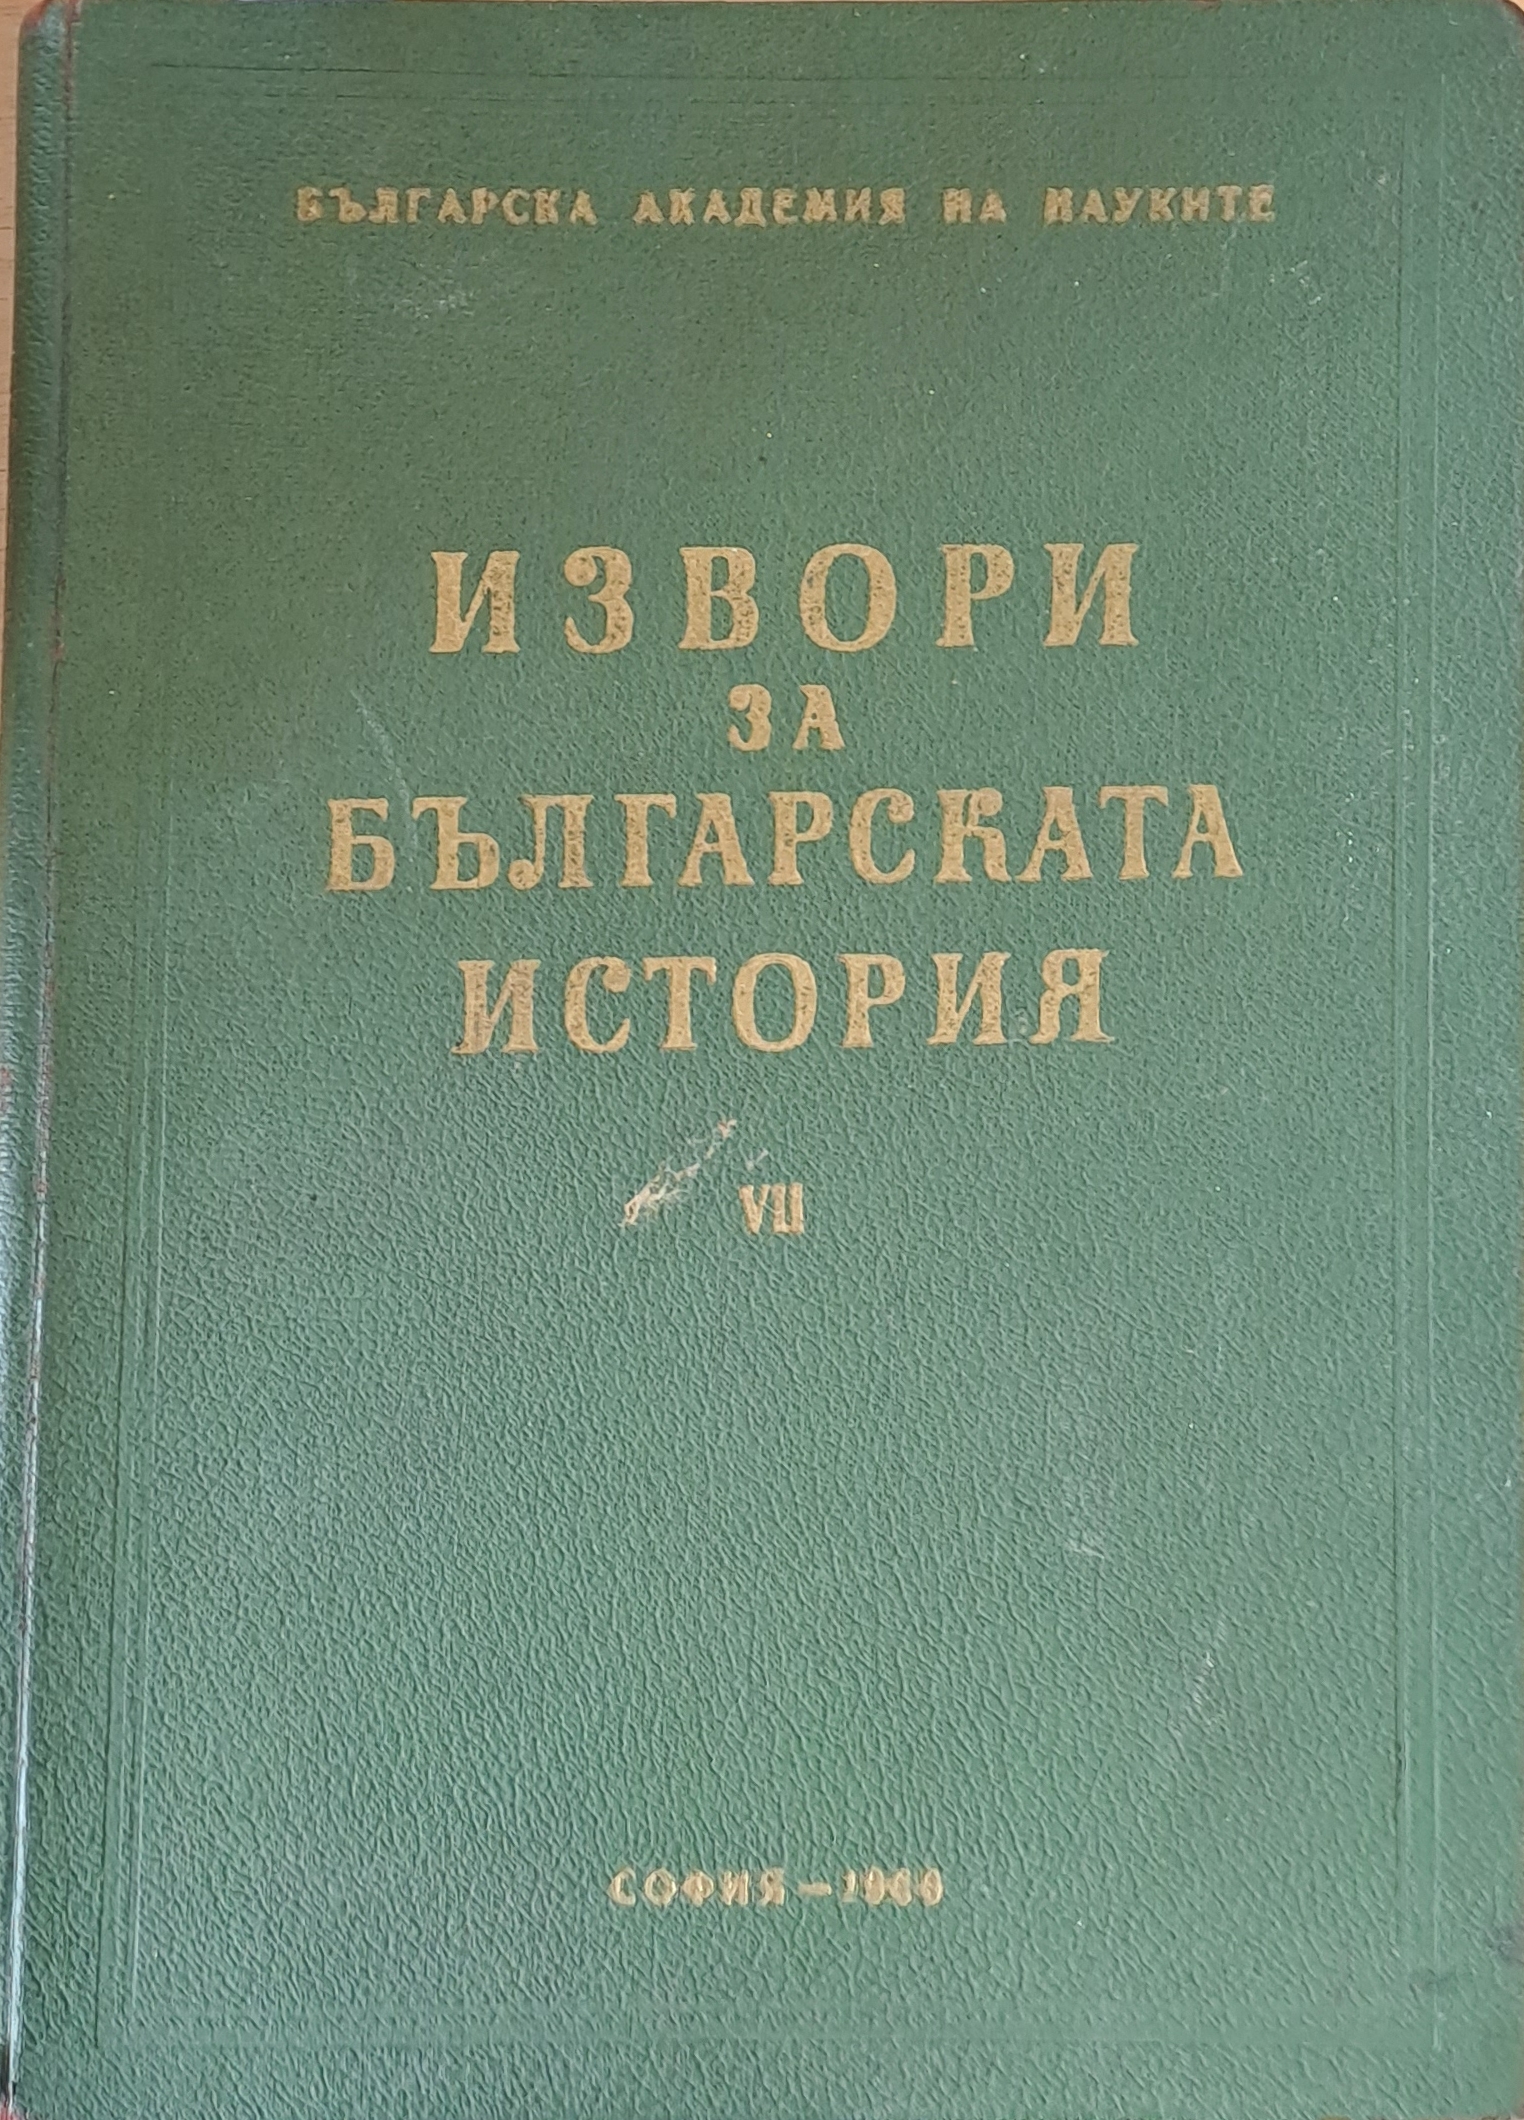 БЪЛГАРСКА АКАДЕМИЯ НА НАУКИТЕ
ИЗВОРИ
ЗА
БЪЛГАРСКАТА
ИСТОРИЯ
VII
СОФИЯ — 1960